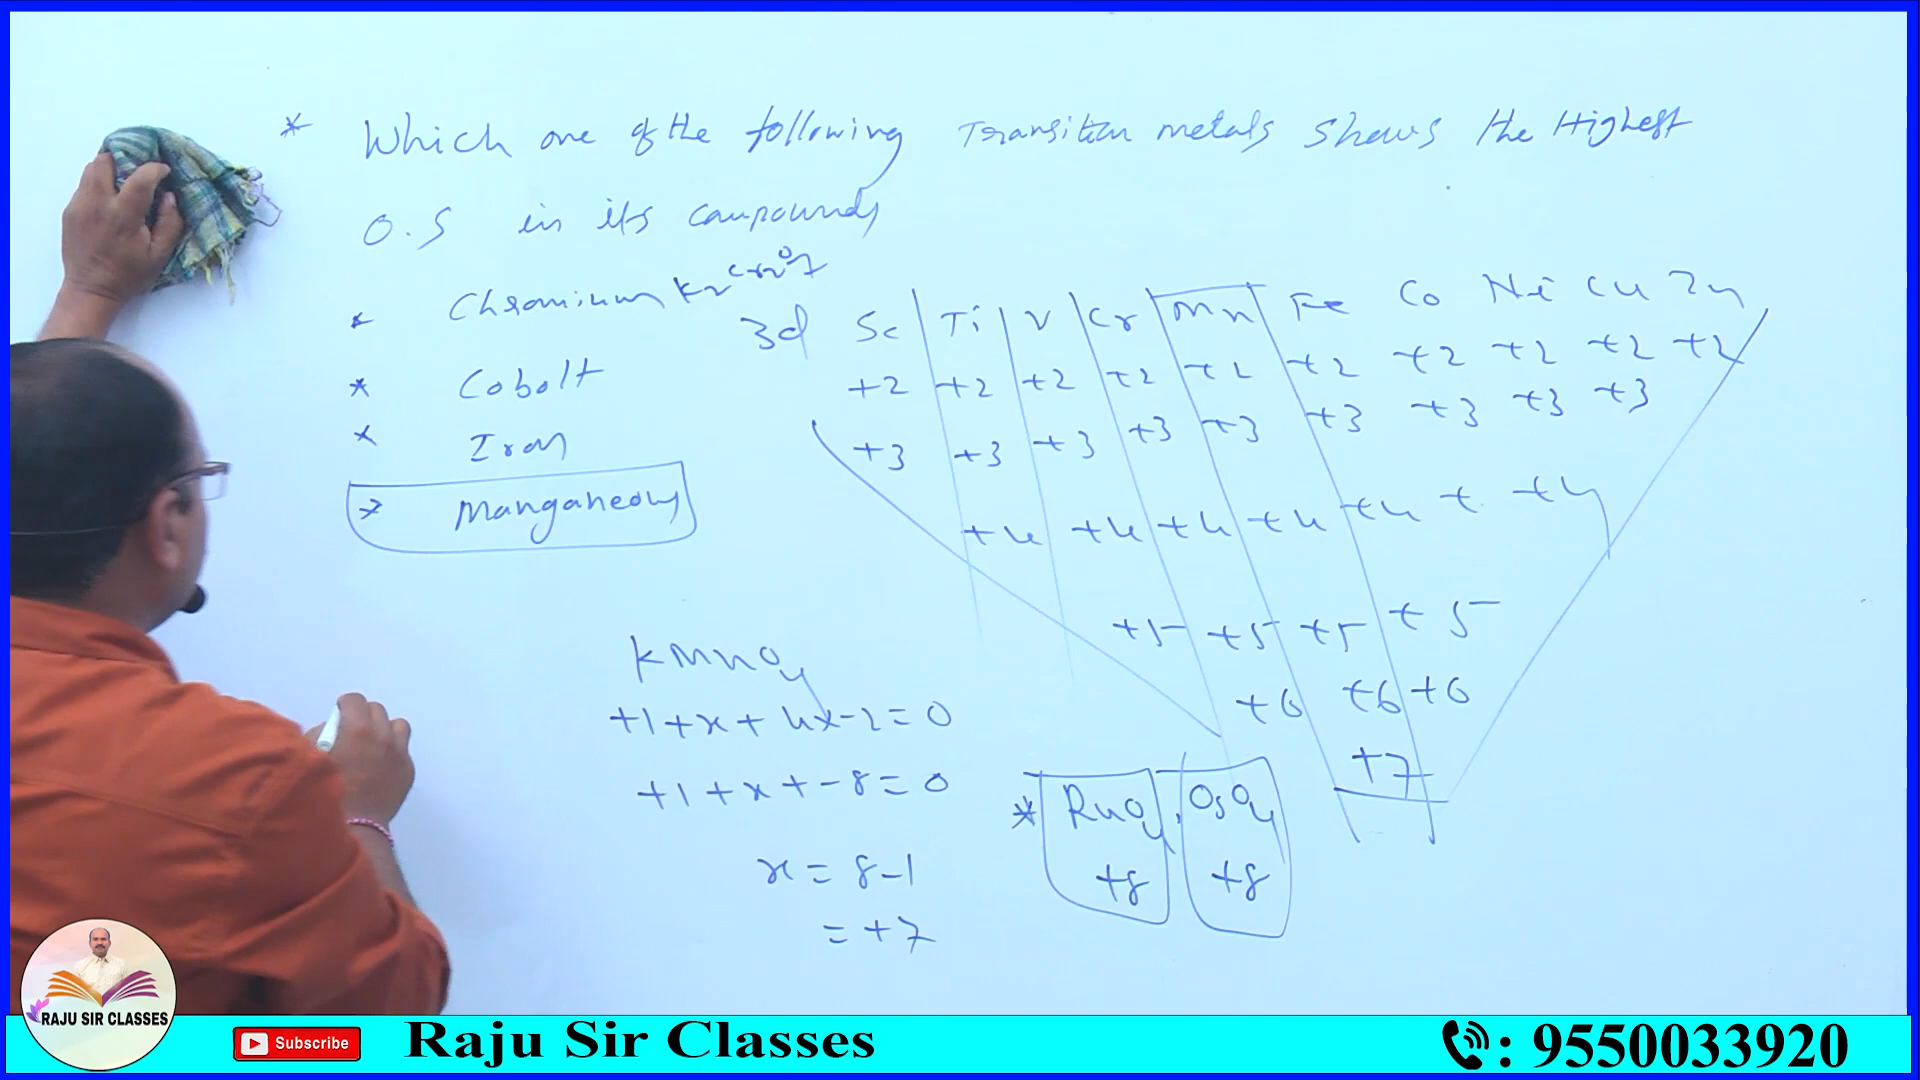 * Which one of the following Transition metals shows the Highest
O.S in its compounds
* Chromium K2Cr2O7
* Cobolt
* Iron
* Manganeous
3d Sc Ti V Cr Mn Fe Co Ni Cu Zn
+2 +2 +2 +2 +2 +2 +2 +2 +2 +2
+3 +3 +3 +3 +3 +3 +3 +3 +3
+4 +4 +4 +4 +4 + +4
+5 +5 +5 +5
+6 +6 +6
+7
KMnO4
+1+x+4x-2=0
+1+x+-8=0
x = 8-1
= +7
* RuO4, OsO4
+8 +8
RAJU SIR CLASSES
Subscribe
Raju Sir Classes
: 9550033920